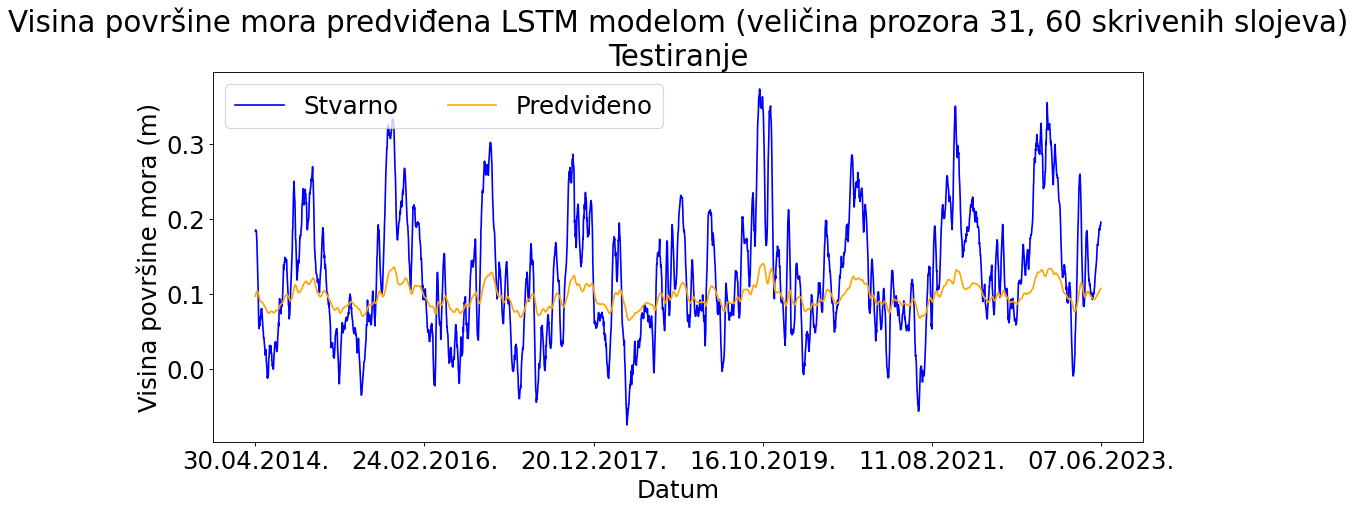 Visina površine mora predviđena LSTM modelom (veličina prozora 31, 60 skrivenih slojeva)
Testiranje
Stvarno Predviđeno
Visina površine mora (m)
0.3
0.2
0.1
0.0
30.04.2014. 24.02.2016. 20.12.2017. 16.10.2019. 11.08.2021. 07.06.2023.
Datum